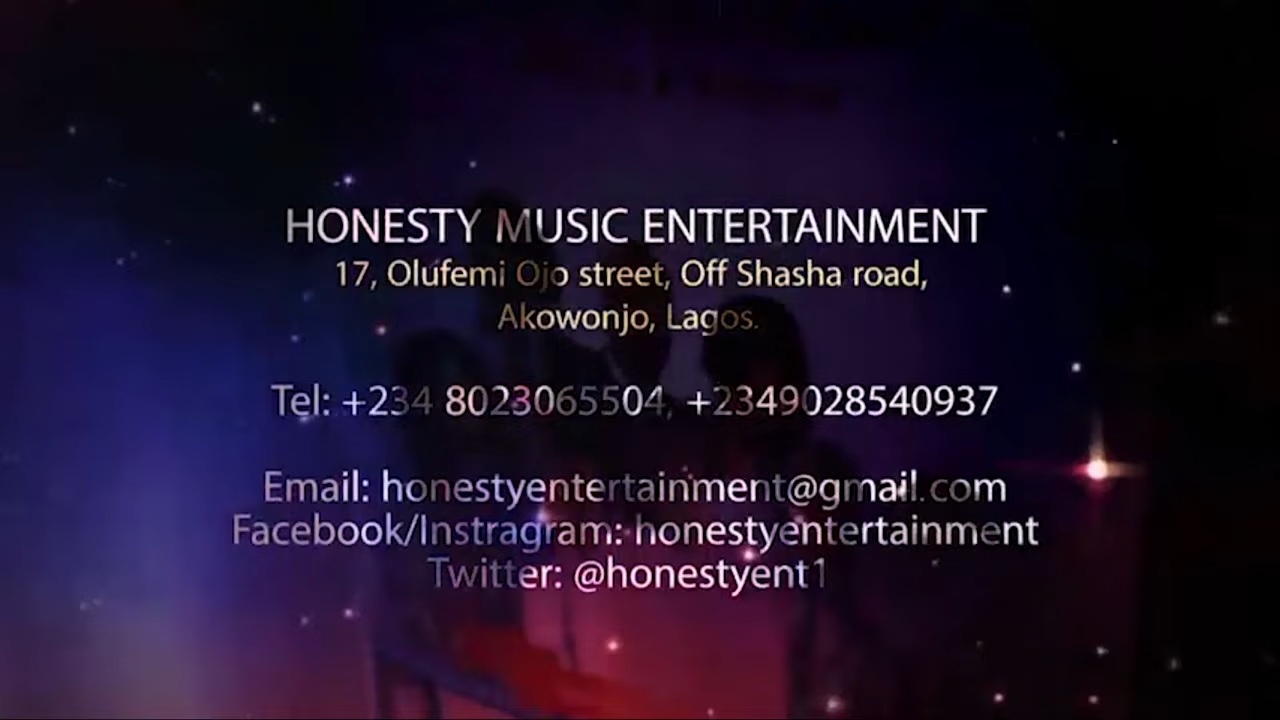 HONESTY MUSIC ENTERTAINMENT
17, Olufemi Ojo street, Off Shasha road,
Akowonjo, Lagos.
Tel: +234 8023065504, +2349028540937
Email: honestyentertainment@gmail.com
Facebook/Instragram: honestyentertainment
Twitter: @honestyent1